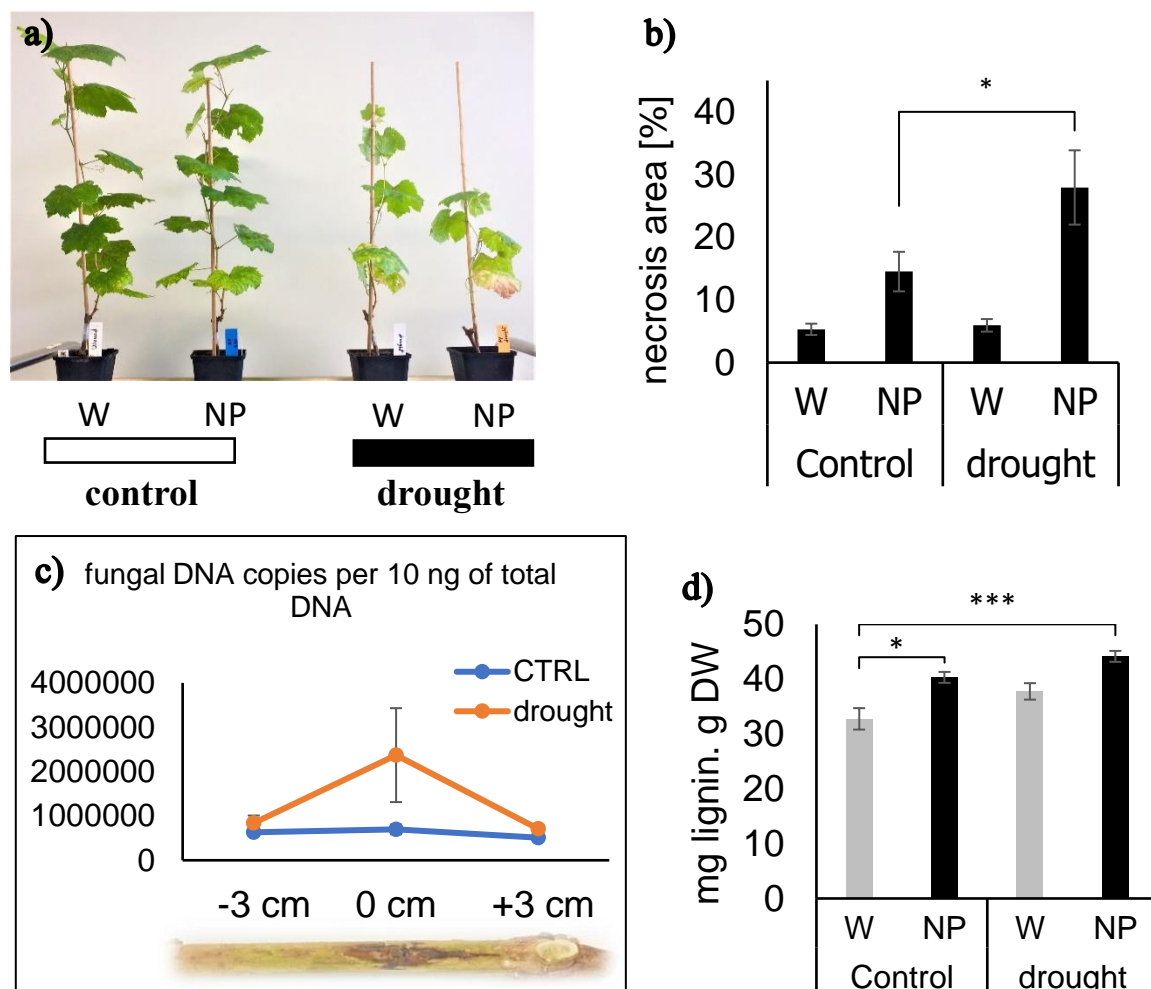 a)
W NP W NP
control drought
b)
necrosis area [%]
*
40
30
20
10
0
W NP W NP
Control drought
c) fungal DNA copies per 10 ng of total
DNA
CTRL
drought
4000000
3000000
2000000
1000000
0
-3 cm 0 cm +3 cm
d)
mg lignin. g DW
***
*
50
40
30
20
10
0
W NP W NP
Control drought